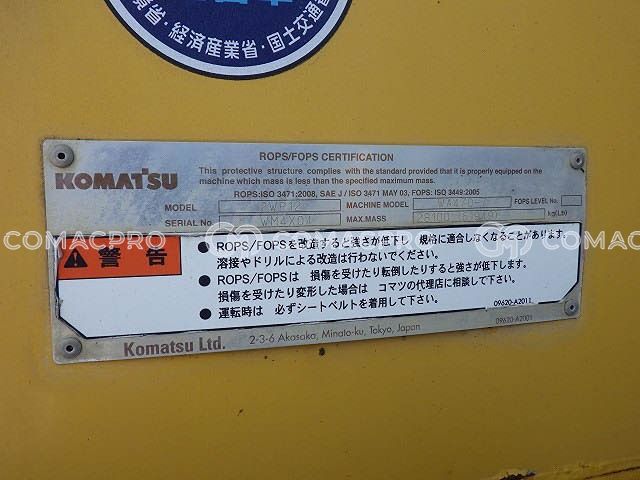 境省・経済産業省・国土交通省
ROPS/FOPS CERTIFICATION
KOMATSU
This protective structure complies with the standard provided that it is properly equipped on the
machine which mass is less than the specified maximum mass.
ROPS:ISO 3471:2008, SAE J / ISO 3471 MAY 03, FOPS: ISO 3449:2005
MODEL MACHINE MODEL FOPS LEVEL No.
SERIAL No. MAX.MASS kg(Lb)
COMACPRO COMACPRO COMACPRO
警告
● ROPS/FOPSを改造すると強さが低下し 規格に適合しなくなることがあります。
溶接やドリルによる改造は行わないでください。
● ROPS/FOPSは 損傷を受けたり転倒したりすると強さが低下します。
損傷を受けたり変形した場合は コマツの代理店に相談して下さい。
● 運転時は 必ずシートベルトを着用して下さい。
09620-A2011
Komatsu Ltd. 2-3-6 Akasaka, Minato-ku, Tokyo, Japan
09620-A2001